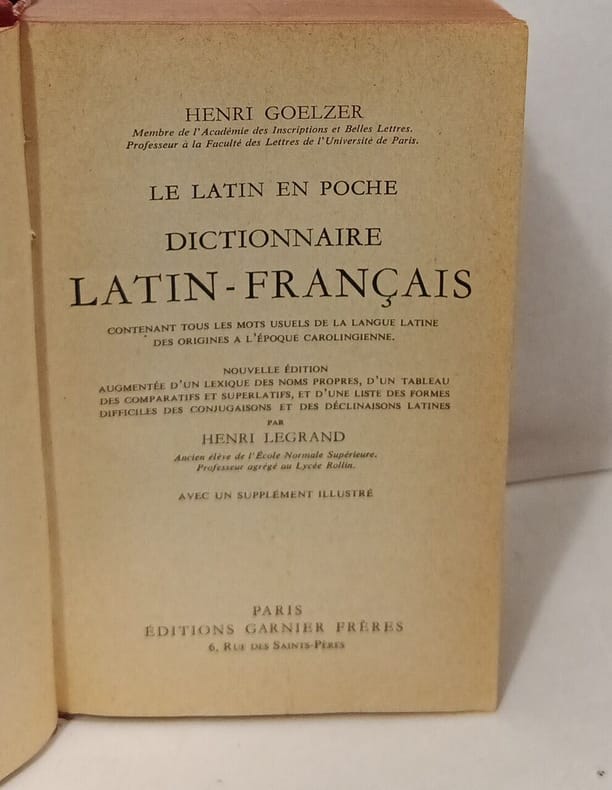 HENRI GOELZER
Membre de l'Académie des Inscriptions et Belles Lettres.
Professeur à la Faculté des Lettres de l'Université de Paris.
LE LATIN EN POCHE
DICTIONNAIRE
LATIN-FRANÇAIS
CONTENANT TOUS LES MOTS USUELS DE LA LANGUE LATINE
DES ORIGINES A L'ÉPOQUE CAROLINGIENNE.
NOUVELLE ÉDITION
AUGMENTÉE D'UN LEXIQUE DES NOMS PROPRES, D'UN TABLEAU
DES COMPARATIFS ET SUPERLATIFS, ET D'UNE LISTE DES FORMES
DIFFICILES DES CONJUGAISONS ET DES DÉCLINAISONS LATINES
PAR
HENRI LEGRAND
Ancien élève de l'École Normale Supérieure.
Professeur agrégé au Lycée Rollin.
AVEC UN SUPPLÉMENT ILLUSTRÉ
PARIS
ÉDITIONS GARNIER FRÈRES
6, RUE DES SAINTS-PÈRES